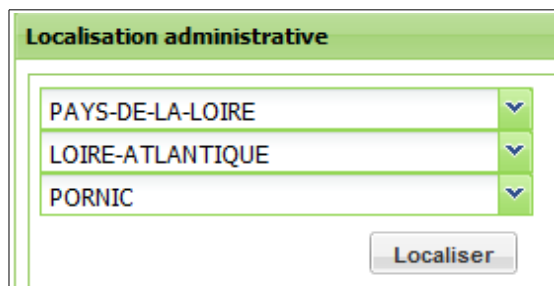 Localisation administrative
PAYS-DE-LA-LOIRE
LOIRE-ATLANTIQUE
PORNIC
Localiser